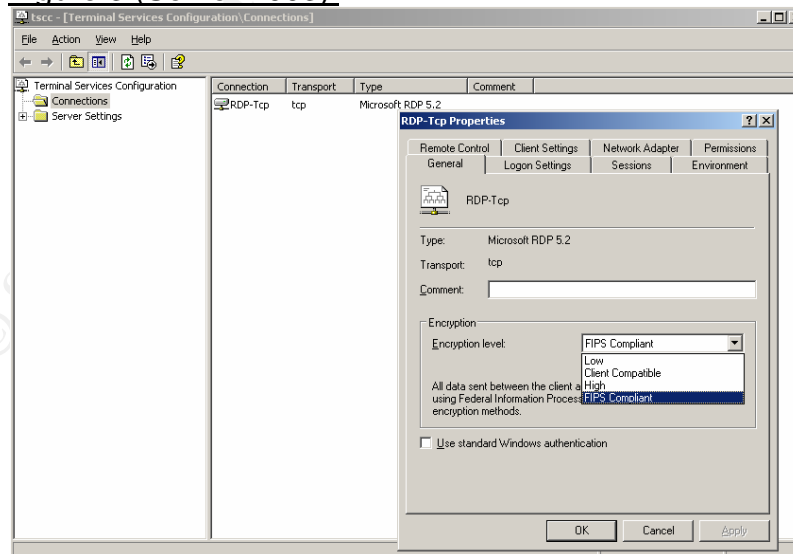 tscc - [Terminal Services Configuration\Connections]
File Action View Help
Terminal Services Configuration
Connections
Server Settings
Connection Transport Type Comment
RDP-Tcp tcp Microsoft RDP 5.2
RDP-Tcp Properties
Remote Control Client Settings Network Adapter Permissions
General Logon Settings Sessions Environment
RDP-Tcp
Type: Microsoft RDP 5.2
Transport: tcp
Comment:
Encryption
Encryption level: FIPS Compliant
Low
Client Compatible
High
FIPS Compliant
All data sent between the client a
using Federal Information Process
encryption methods.
Use standard Windows authentication
OK Cancel Apply